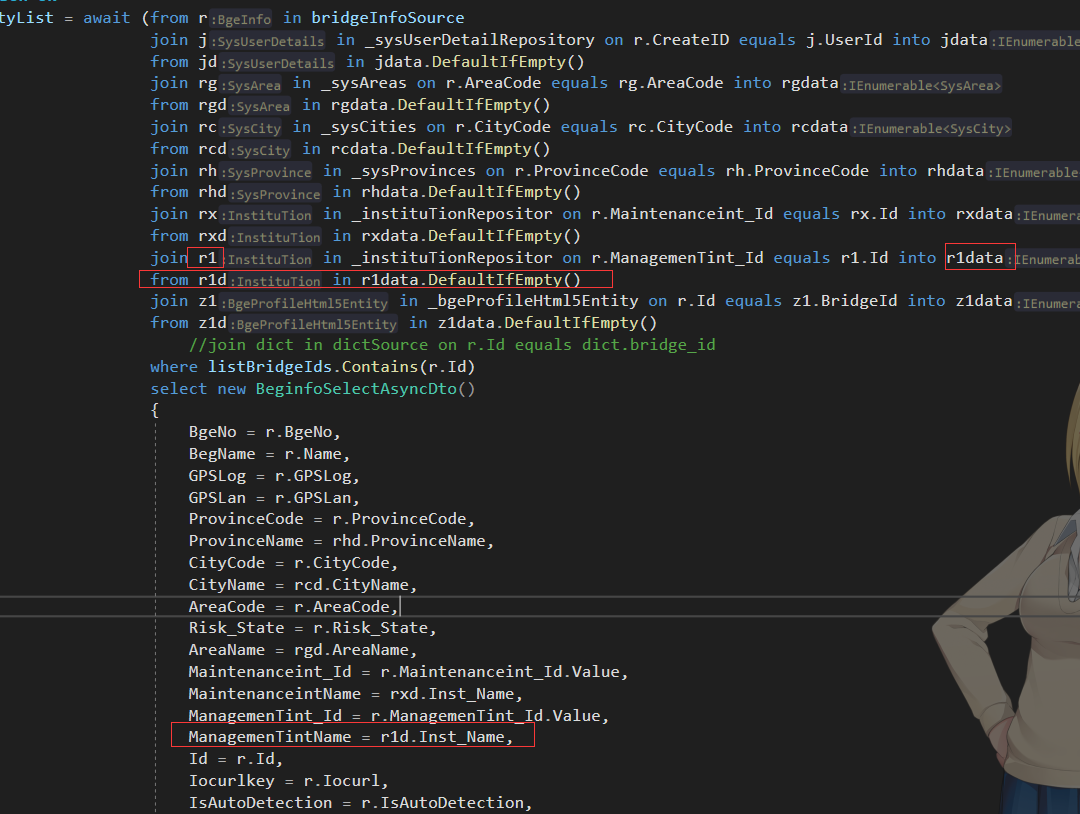 tyList = await (from r:BgeInfo in bridgeInfoSource
join j:SysUserDetails in _sysUserDetailRepository on r.CreateID equals j.UserId into jdata:IEnumerable
from jd:SysUserDetails in jdata.DefaultIfEmpty()
join rg:SysArea in _sysAreas on r.AreaCode equals rg.AreaCode into rgdata:IEnumerable<SysArea>
from rgd:SysArea in rgdata.DefaultIfEmpty()
join rc:SysCity in _sysCities on r.CityCode equals rc.CityCode into rcdata:IEnumerable<SysCity>
from rcd:SysCity in rcdata.DefaultIfEmpty()
join rh:SysProvince in _sysProvinces on r.ProvinceCode equals rh.ProvinceCode into rhdata:IEnumerable
from rhd:SysProvince in rhdata.DefaultIfEmpty()
join rx:InstituTion in _instituTionRepositor on r.Maintenanceint_Id equals rx.Id into rxdata:IEnumera
from rxd:InstituTion in rxdata.DefaultIfEmpty()
join r1:InstituTion in _instituTionRepositor on r.ManagemenTint_Id equals r1.Id into r1data:IEnumerab
from r1d:InstituTion in r1data.DefaultIfEmpty()
join z1:BgeProfileHtml5Entity in _bgeProfileHtml5Entity on r.Id equals z1.BridgeId into z1data:IEnumera
from z1d:BgeProfileHtml5Entity in z1data.DefaultIfEmpty()
//join dict in dictSource on r.Id equals dict.bridge_id
where listBridgeIds.Contains(r.Id)
select new BeginfoSelectAsyncDto()
{
BgeNo = r.BgeNo,
BegName = r.Name,
GPSLog = r.GPSLog,
GPSLan = r.GPSLan,
ProvinceCode = r.ProvinceCode,
ProvinceName = rhd.ProvinceName,
CityCode = r.CityCode,
CityName = rcd.CityName,
AreaCode = r.AreaCode,
Risk_State = r.Risk_State,
AreaName = rgd.AreaName,
Maintenanceint_Id = r.Maintenanceint_Id.Value,
MaintenanceintName = rxd.Inst_Name,
ManagemenTint_Id = r.ManagemenTint_Id.Value,
ManagemenTintName = r1d.Inst_Name,
Id = r.Id,
Iocurlkey = r.Iocurl,
IsAutoDetection = r.IsAutoDetection,